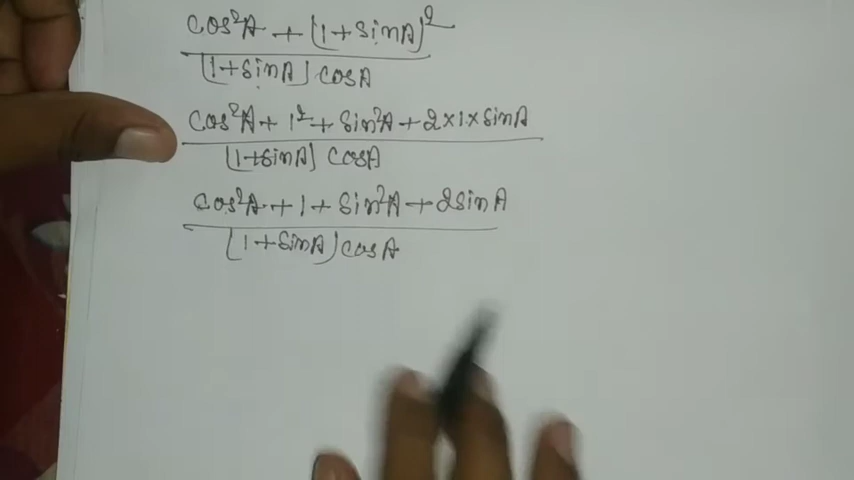 cos²A + (1+sinA)²
(1+sinA) cosA
cos²A + 1² + sin²A + 2×1×sinA
(1+sinA) cosA
cos²A + 1 + sin²A + 2sinA
(1+sinA) cosA